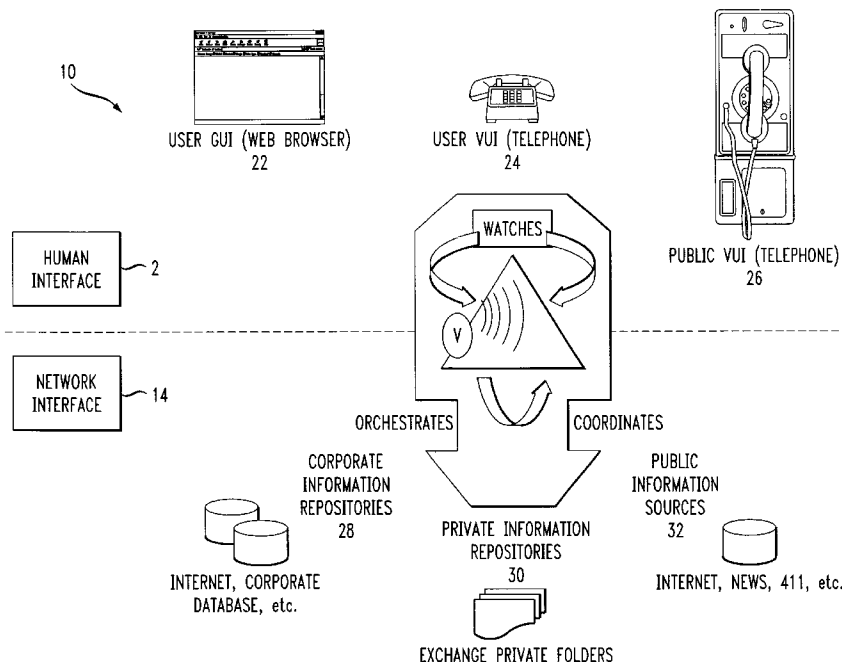 10
USER GUI (WEB BROWSER)
22
USER VUI (TELEPHONE)
24
PUBLIC VUI (TELEPHONE)
26
WATCHES
HUMAN
INTERFACE
2
V
NETWORK
INTERFACE
14
ORCHESTRATES
COORDINATES
CORPORATE
INFORMATION
REPOSITORIES
28
PUBLIC
INFORMATION
SOURCES
32
PRIVATE INFORMATION
REPOSITORIES
30
INTERNET, CORPORATE
DATABASE, etc.
INTERNET, NEWS, 411, etc.
EXCHANGE PRIVATE FOLDERS